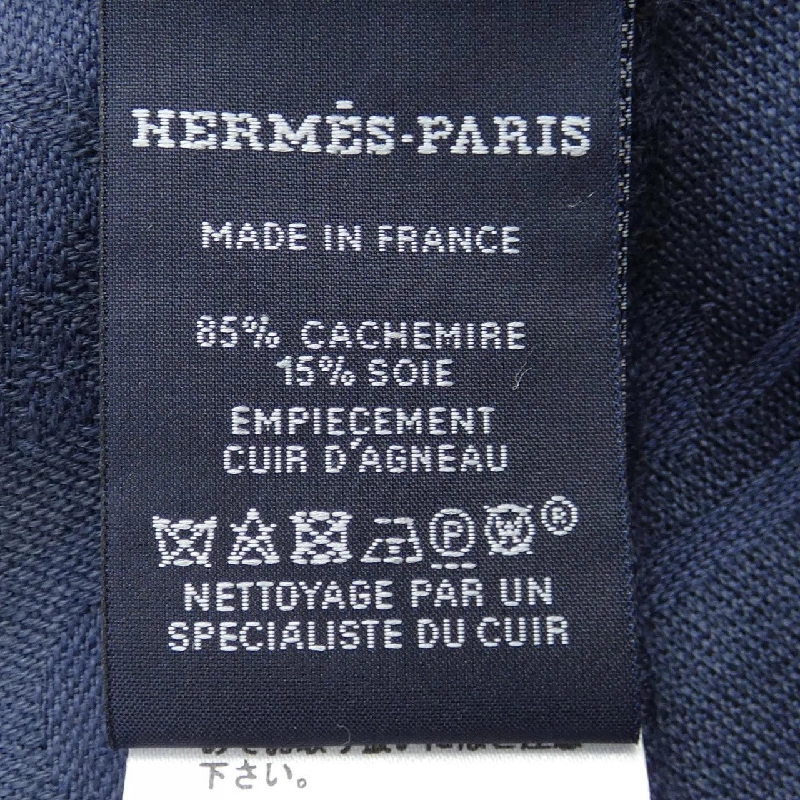 HERMÈS-PARIS
MADE IN FRANCE
85% CACHEMIRE
15% SOIE
EMPIECEMENT
CUIR D'AGNEAU
P W ®
NETTOYAGE PAR UN
SPECIALISTE DU CUIR
下さい。